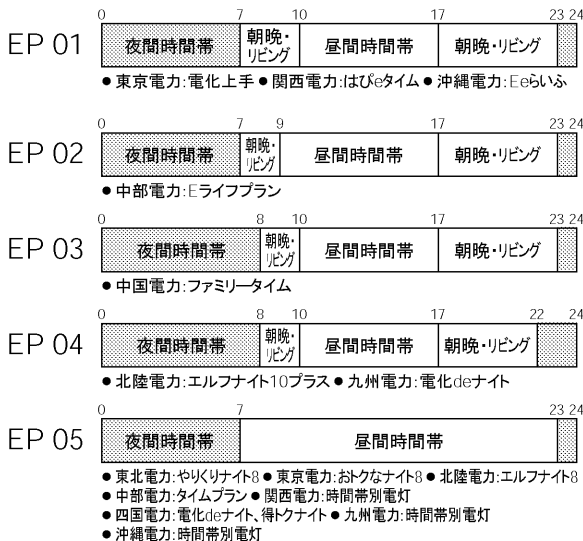 0 7 10 17 23 24
EP 01 夜間時間帯 朝晩・リビング 昼間時間帯 朝晩・リビング
●東京電力:電化上手 ●関西電力:はぴeタイム ●沖縄電力:Eeらいふ
0 7 9 17 23 24
EP 02 夜間時間帯 朝晩・リビング 昼間時間帯 朝晩・リビング
●中部電力:Eライフプラン
0 8 10 17 23 24
EP 03 夜間時間帯 朝晩・リビング 昼間時間帯 朝晩・リビング
●中国電力:ファミリータイム
0 8 10 17 22 24
EP 04 夜間時間帯 朝晩・リビング 昼間時間帯 朝晩・リビング
●北陸電力:エルフナイト10プラス ●九州電力:電化deナイト
0 7 23 24
EP 05 夜間時間帯 昼間時間帯
●東北電力:やりくりナイト8 ●東京電力:おトクなナイト8 ●北陸電力:エルフナイト8
●中部電力:タイムプラン ●関西電力:時間帯別電灯
●四国電力:電化deナイト、得トクナイト ●九州電力:時間帯別電灯
●沖縄電力:時間帯別電灯